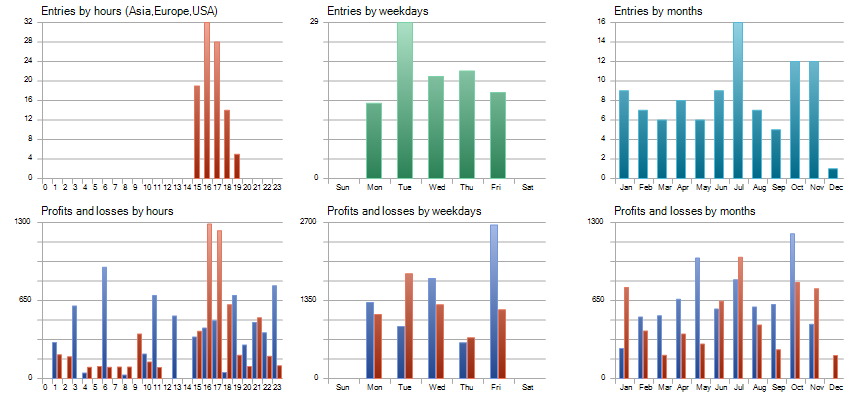 Entries by hours (Asia,Europe,USA)
32
28
24
20
16
12
8
4
0
0 1 2 3 4 5 6 7 8 9 10 11 12 13 14 15 16 17 18 19 20 21 22 23
Entries by weekdays
29
0
Sun Mon Tue Wed Thu Fri Sat
Entries by months
16
14
12
10
8
6
4
2
0
Jan Feb Mar Apr May Jun Jul Aug Sep Oct Nov Dec
Profits and losses by hours
1300
650
0
0 1 2 3 4 5 6 7 8 9 10 11 12 13 14 15 16 17 18 19 20 21 22 23
Profits and losses by weekdays
2700
1350
0
Sun Mon Tue Wed Thu Fri Sat
Profits and losses by months
1300
650
0
Jan Feb Mar Apr May Jun Jul Aug Sep Oct Nov Dec